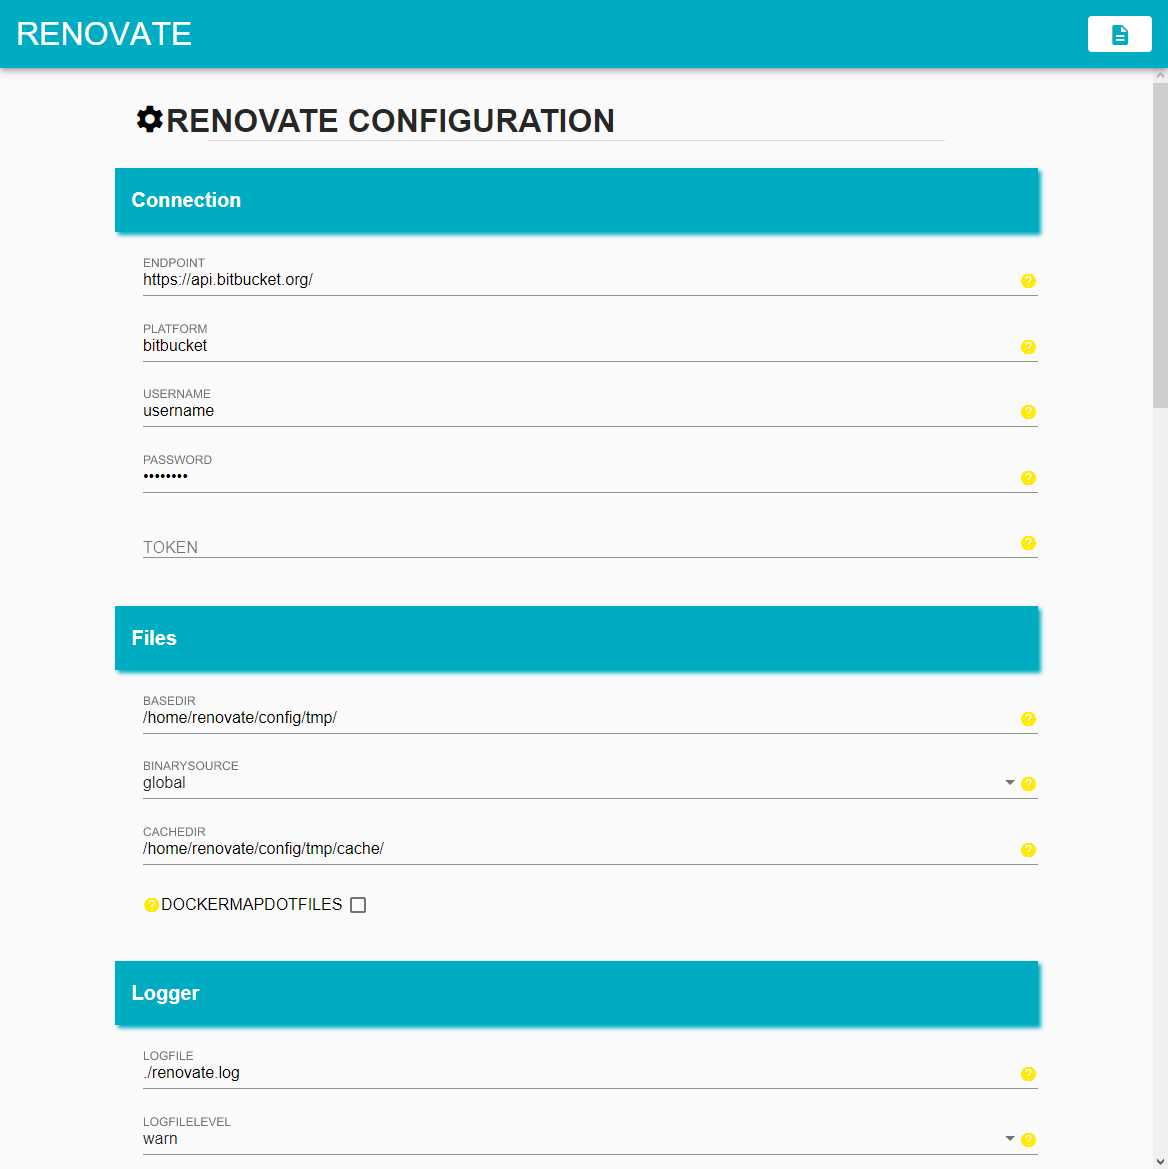 RENOVATE
RENOVATE CONFIGURATION
Connection
ENDPOINT
https://api.bitbucket.org/
PLATFORM
bitbucket
USERNAME
username
PASSWORD
••••••••
TOKEN
Files
BASEDIR
/home/renovate/config/tmp/
BINARYSOURCE
global
CACHEDIR
/home/renovate/config/tmp/cache/
DOCKERMAPDOTFILES
Logger
LOGFILE
./renovate.log
LOGFILELEVEL
warn